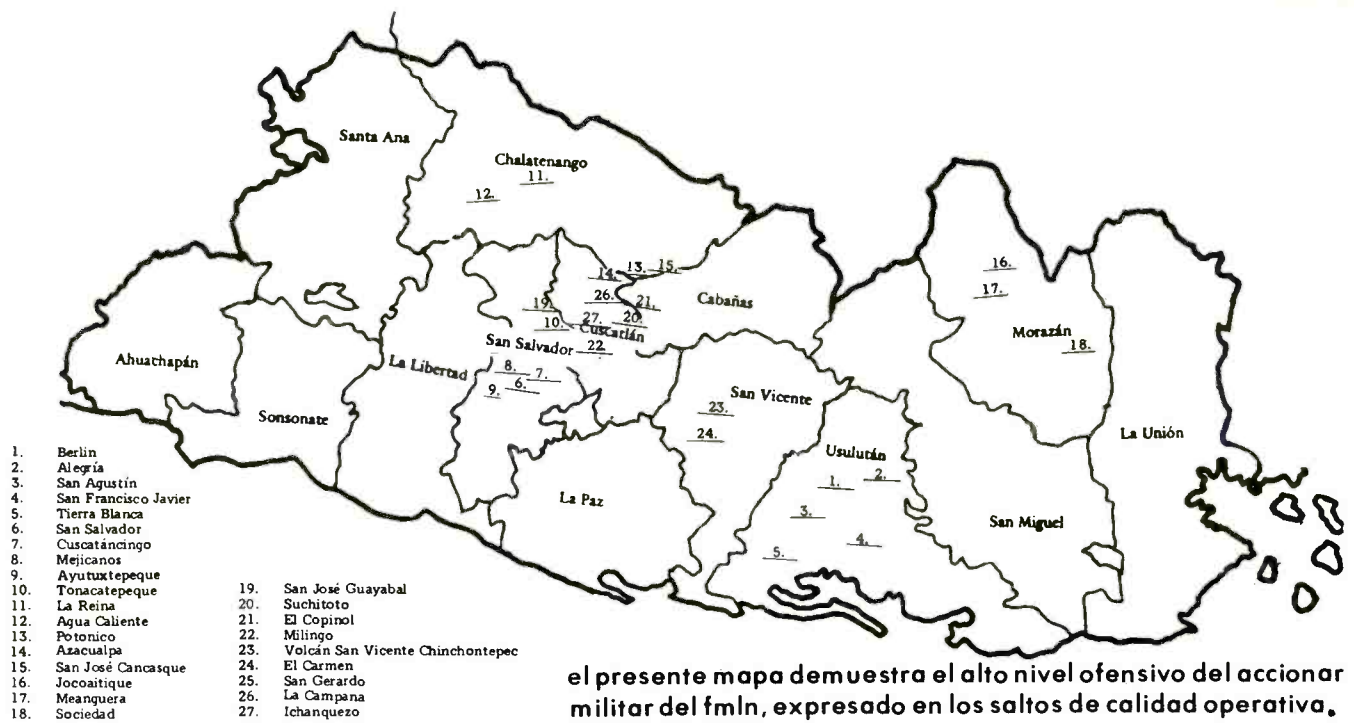 Santa Ana
Chalatenango
11.
12.
13.
15.
14.
16.
26.
21.
Cabañas
17.
19.
27.
20.
10.
Cuscatlán
Morazán
San Salvador
22
18.
Ahuachapán
La Libertad
8.
7.
6.
9.
San Vicente
23.
Sonsonate
24.
La Unión
Usulután
1.
2.
La Paz
3.
San Miguel
4.
5.
1. Berlin
2. Alegría
3. San Agustín
4. San Francisco Javier
5. Tierra Blanca
6. San Salvador
7. Cuscatáncingo
8. Mejicanos
9. Ayutuxtepeque
10. Tonacatepeque
11. La Reina
12. Agua Caliente
13. Potonico
14. Azacualpa
15. San José Cancasque
16. Jocoaitique
17. Meanguera
18. Sociedad
19. San José Guayabal
20. Suchitoto
21. El Copinol
22. Milingo
23. Volcán San Vicente Chinchontepec
24. El Carmen
25. San Gerardo
26. La Campana
27. Ichanquezo
el presente mapa demuestra el alto nivel ofensivo del accionar
militar del fmln, expresado en los saltos de calidad operativa.